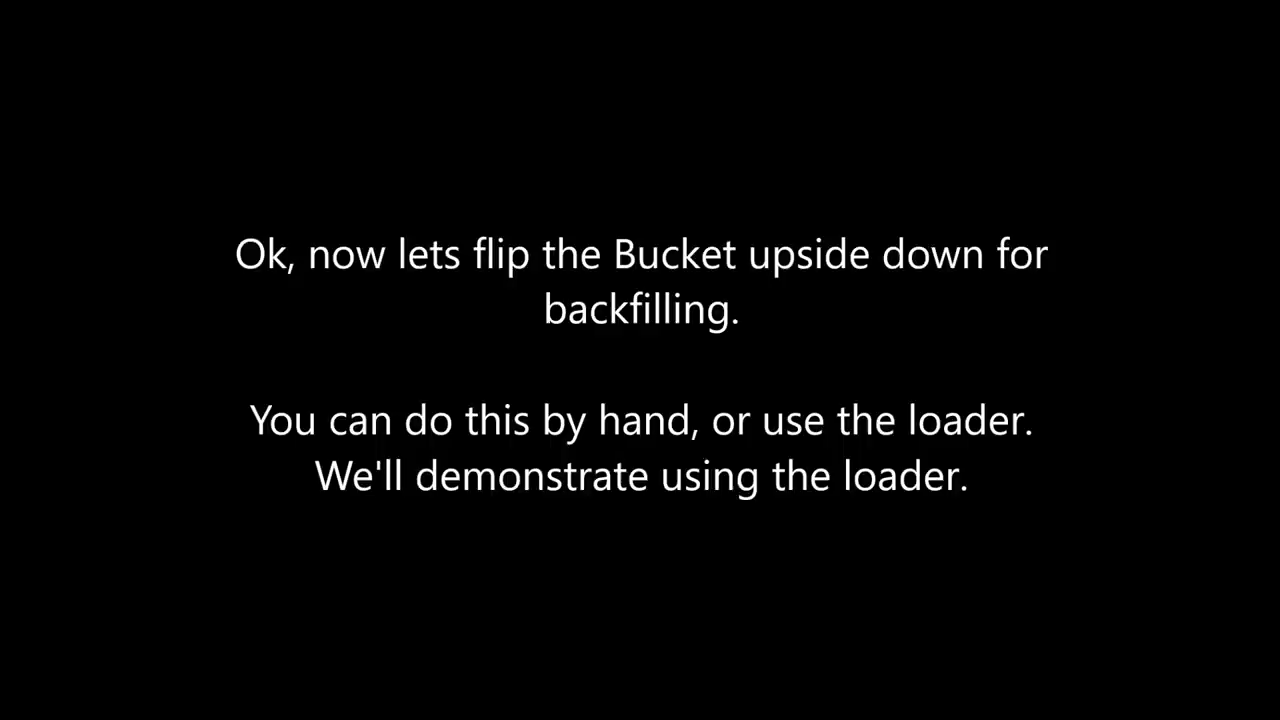 Ok, now lets flip the Bucket upside down for
backfilling.
You can do this by hand, or use the loader.
We'll demonstrate using the loader.